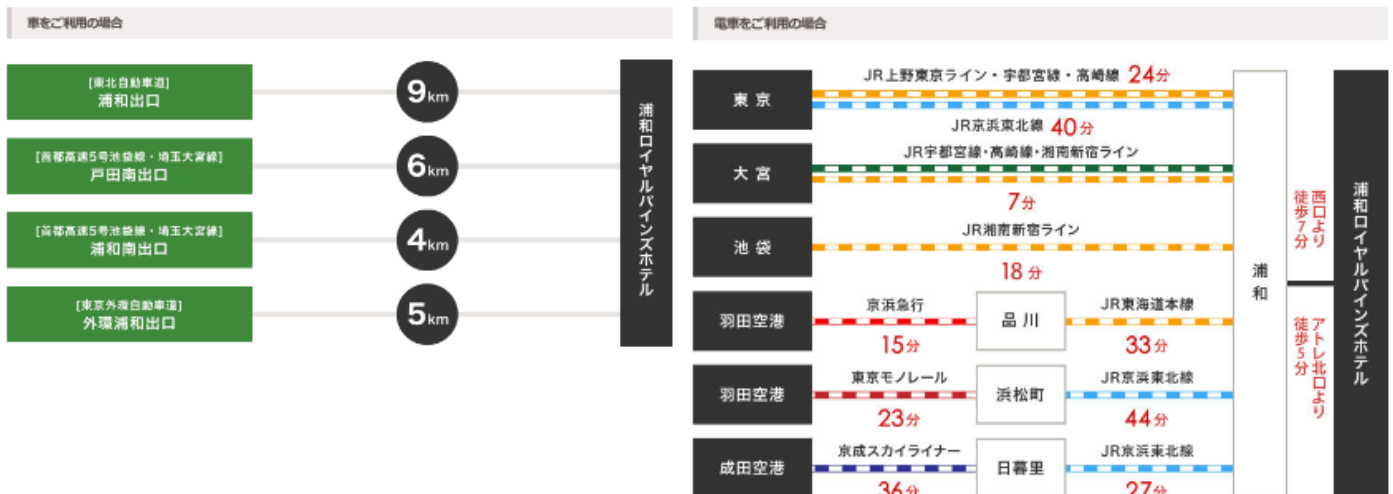 車をご利用の場合
[東北自動車道]
浦和出口
9km
[首都高速5号池袋線・埼玉大宮線]
戸田南出口
6km
[首都高速5号池袋線・埼玉大宮線]
浦和南出口
4km
[東京外環自動車道]
外環浦和出口
5km
浦和ロイヤルパインズホテル
電車をご利用の場合
東京
JR上野東京ライン・宇都宮線・高崎線 24分
JR京浜東北線 40分
大宮
JR宇都宮線・高崎線・湘南新宿ライン
7分
池袋
JR湘南新宿ライン
18分
羽田空港
京浜急行
15分
品川
JR東海道本線
33分
羽田空港
東京モノレール
23分
浜松町
JR京浜東北線
44分
成田空港
京成スカイライナー
36分
日暮里
JR京浜東北線
27分
浦和
西口より
徒歩7分
アトレ北口より
徒歩5分
浦和ロイヤルパインズホテル